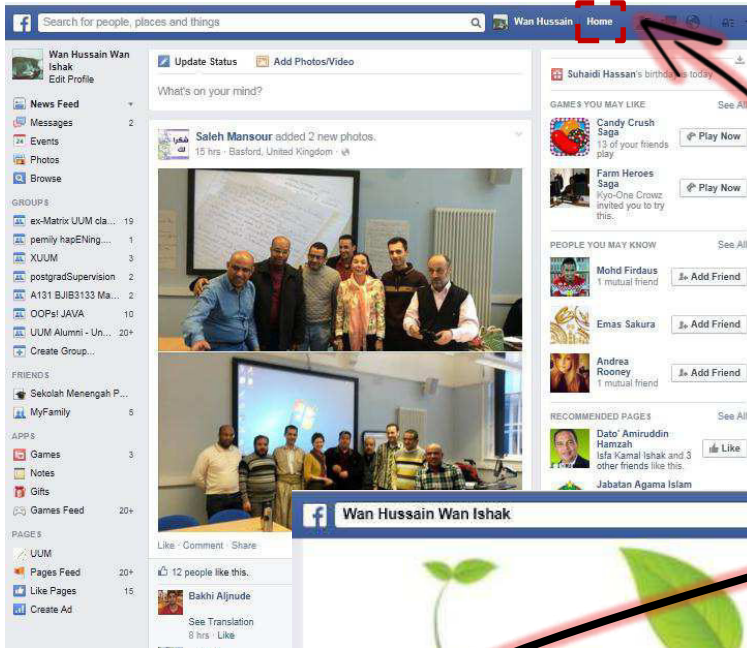 Search for people, places and things
Wan Hussain
Home
Wan Hussain Wan
Ishak
Edit Profile
News Feed
Messages 2
Events
Photos
Browse
GROUPS
ex-Matrix UUM cla... 19
pemily hapENing.... 1
XUUM 3
postgradSupervision 2
A131 BJIB3133 Ma... 2
OOPs! JAVA 10
UUM Alumni - Un... 20+
Create Group...
FRIENDS
Sekolah Menengah P...
MyFamily 5
APPS
Games 3
Notes
Gifts
Games Feed 20+
PAGES
UUM
Pages Feed 20+
Like Pages 15
Create Ad
Update Status
Add Photos/Video
What's on your mind?
شكرا
لك
Saleh Mansour added 2 new photos.
15 hrs · Basford, United Kingdom ·
Like · Comment · Share
12 people like this.
Bakhi Aljnude
See Translation
8 hrs · Like
Suhaidi Hassan's birthday is today
GAMES YOU MAY LIKE See All
Candy Crush
Saga
13 of your friends
play
Play Now
Farm Heroes
Saga
Kyo-One Crowz
invited you to try
this.
Play Now
PEOPLE YOU MAY KNOW See All
Mohd Firdaus
1 mutual friend
Add Friend
Emas Sakura
Add Friend
Andrea
Rooney
1 mutual friend
Add Friend
RECOMMENDED PAGES See All
Dato' Amiruddin
Hamzah
Isfa Kamal Ishak and 3
other friends like this.
Like
Jabatan Agama Islam
Wan Hussain Wan Ishak